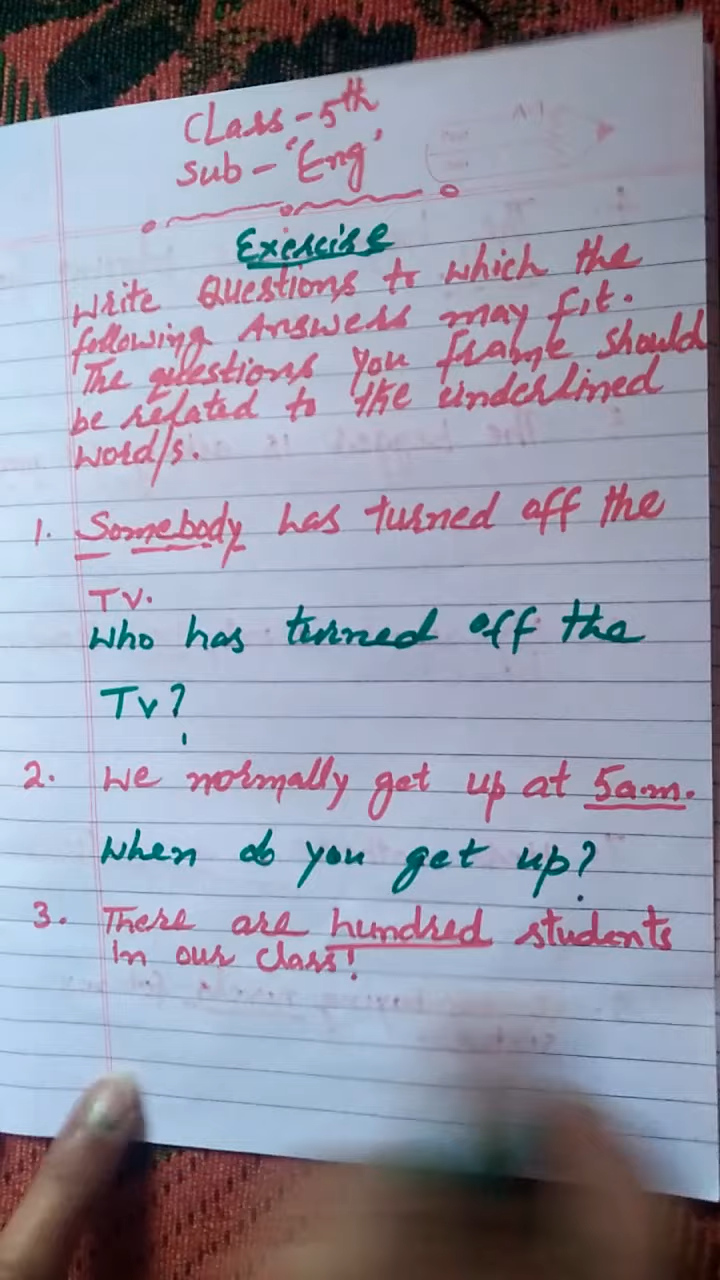 Class - 5th
Sub - 'Eng'
Exercise
Write Questions to which the
following Answers may fit.
The questions you frame should
be related to the underlined
word/s.
1. Somebody has turned off the
TV.
Who has turned off the
TV?
2. We normally get up at 5a.m.
When do you get up?
3. There are hundred students
in our class!